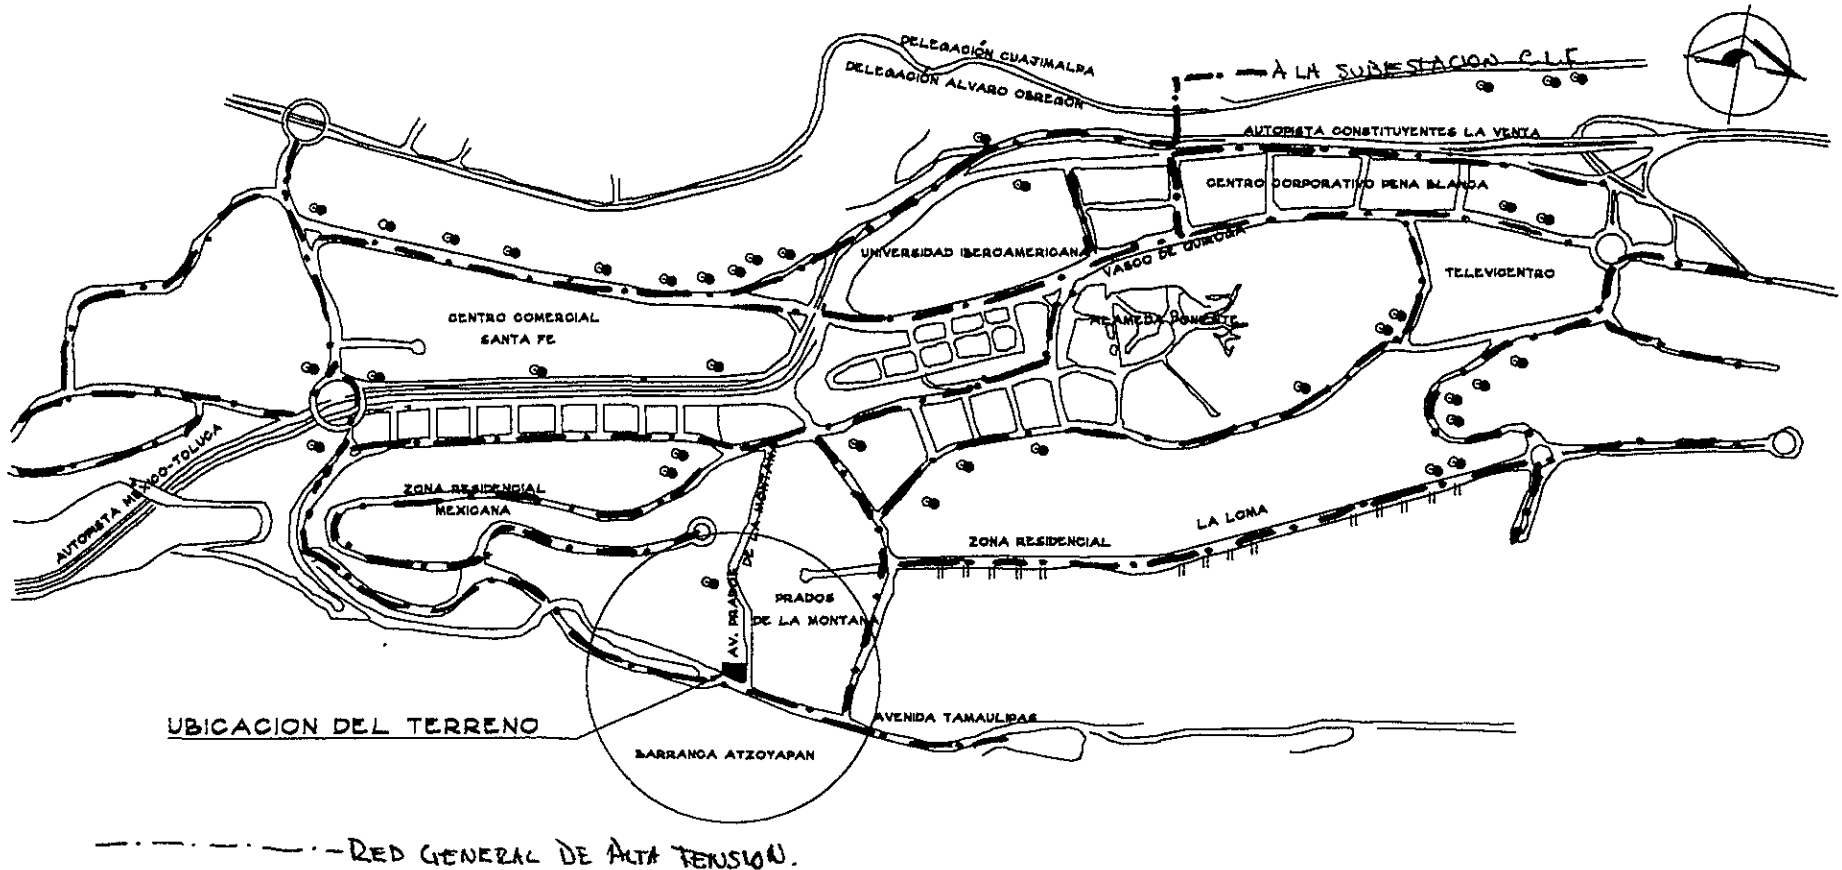 DELEGACIÓN CUAJIMALPA
DELEGACIÓN ALVARO OBREGÓN
A LA SUBESTACION C.L.F.
AUTOPISTA CONSTITUYENTES LA VENTA
CENTRO CORPORATIVO PENA BLANCA
UNIVERSIDAD IBEROAMERICANA
VASCO DE QUIROGA
TELEVICENTRO
CENTRO COMERCIAL
SANTA FE
ALAMEDA PONIENTE
AUTOPISTA MÉXICO-TOLUCA
ZONA RESIDENCIAL
MEXICANA
AV. PRADOS DE LA MONTAÑA
ZONA RESIDENCIAL
LA LOMA
PRADOS
DE LA MONTAÑA
UBICACION DEL TERRENO
AVENIDA TAMAULIPAS
BARRANCA ATZOYAPAN
RED GENERAL DE ALTA TENSION.